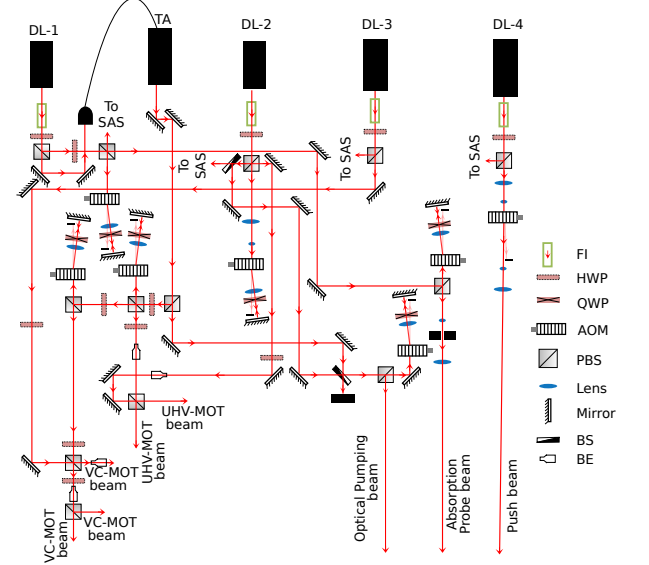 DL-1
TA
DL-2
DL-3
DL-4
To
SAS
To
SAS
To SAS
To SAS
FI
HWP
QWP
AOM
PBS
Lens
Mirror
BS
BE
UHV-MOT
beam
UHV-MOT
beam
VC-MOT
beam
VC-MOT
beam
VC-MOT
beam
Optical Pumping
beam
Absorption
Probe beam
Push beam